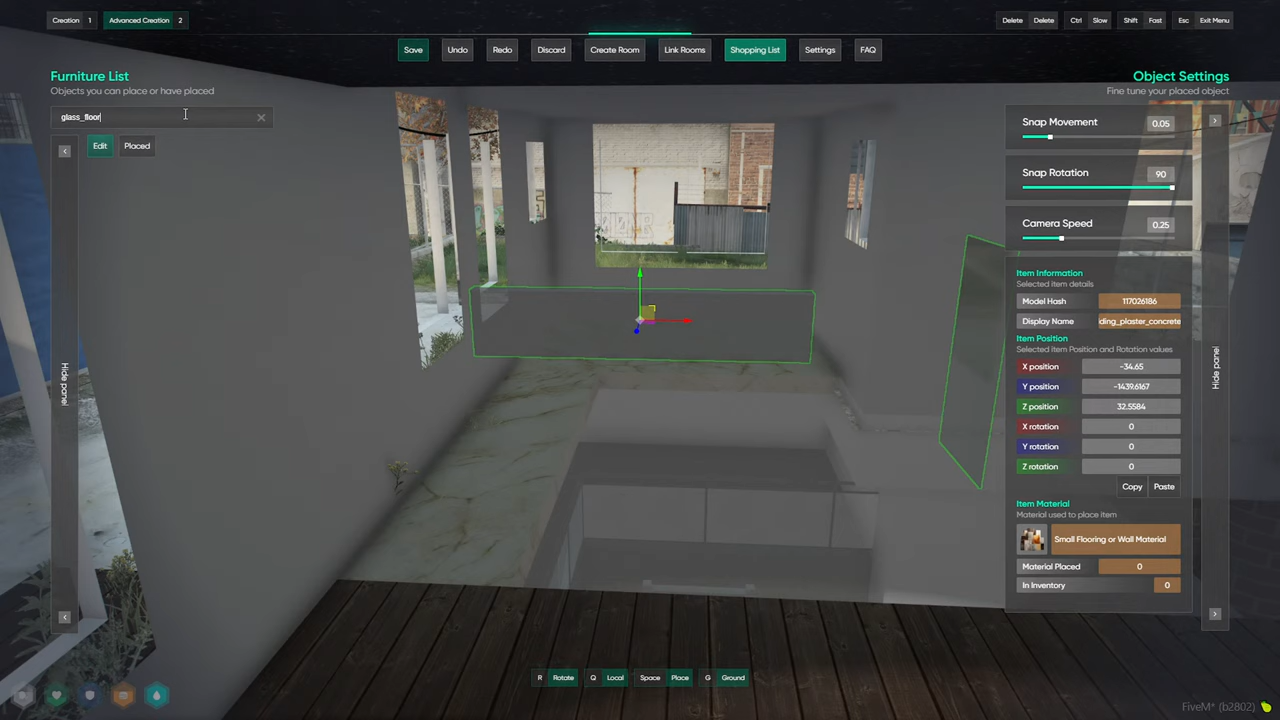 Creation 1 Advanced Creation 2
Delete Delete Ctrl Slow Shift Fast Esc Exit Menu
Save Undo Redo Discard Create Room Link Rooms Shopping List Settings FAQ
Furniture List
Objects you can place or have placed
glass_floor
Edit Placed
Hide panel
Object Settings
Fine tune your placed object
Snap Movement 0.05
Snap Rotation 90
Camera Speed 0.25
Item Information
Selected item details
Model Hash 117026186
Display Name ding_plaster_concrete
Item Position
Selected item Position and Rotation values
X position -34.65
Y position -1439.6167
Z position 32.5584
X rotation 0
Y rotation 0
Z rotation 0
Copy Paste
Item Material
Material used to place item
Small Flooring or Wall Material
Material Placed 0
In Inventory 0
Hide panel
R Rotate Q Local Space Place G Ground
FiveM* (b2802)